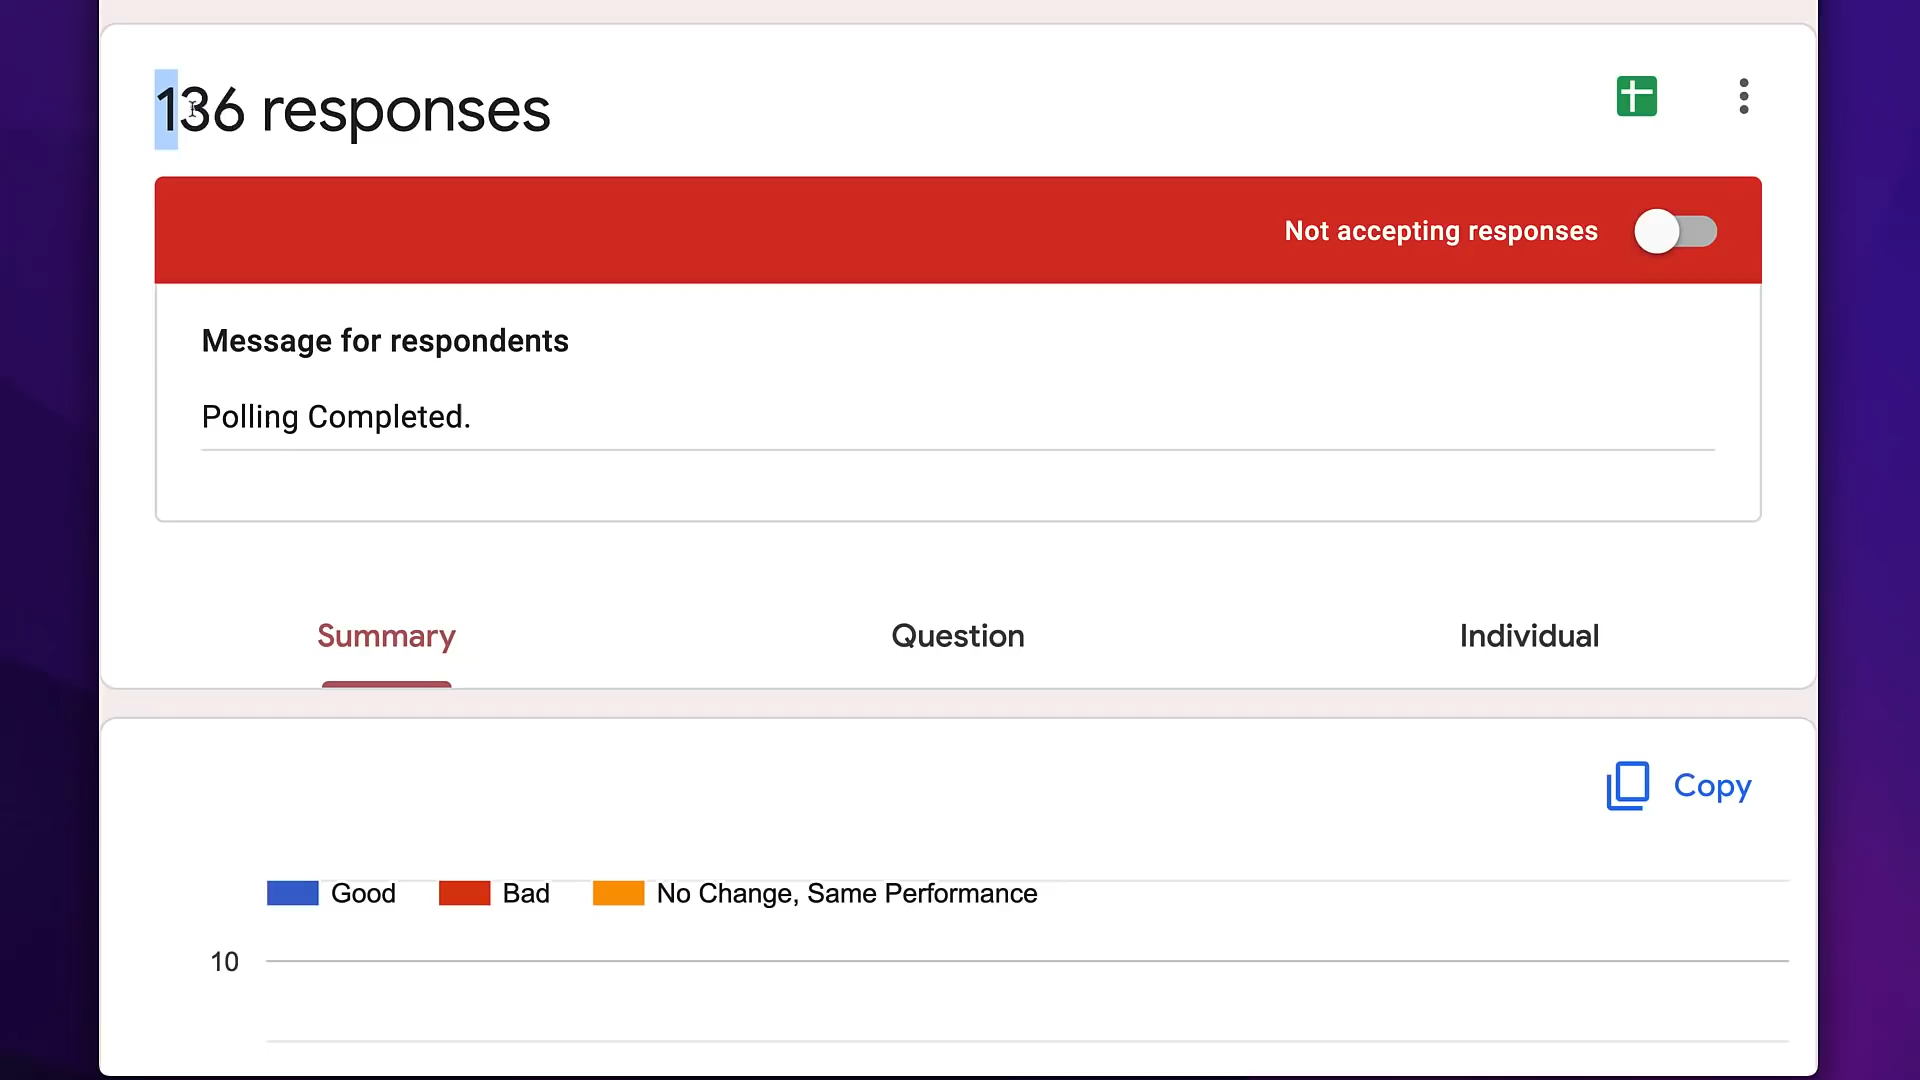 136 responses
Not accepting responses
Message for respondents
Polling Completed.
Summary
Question
Individual
Copy
Good
Bad
No Change, Same Performance
10